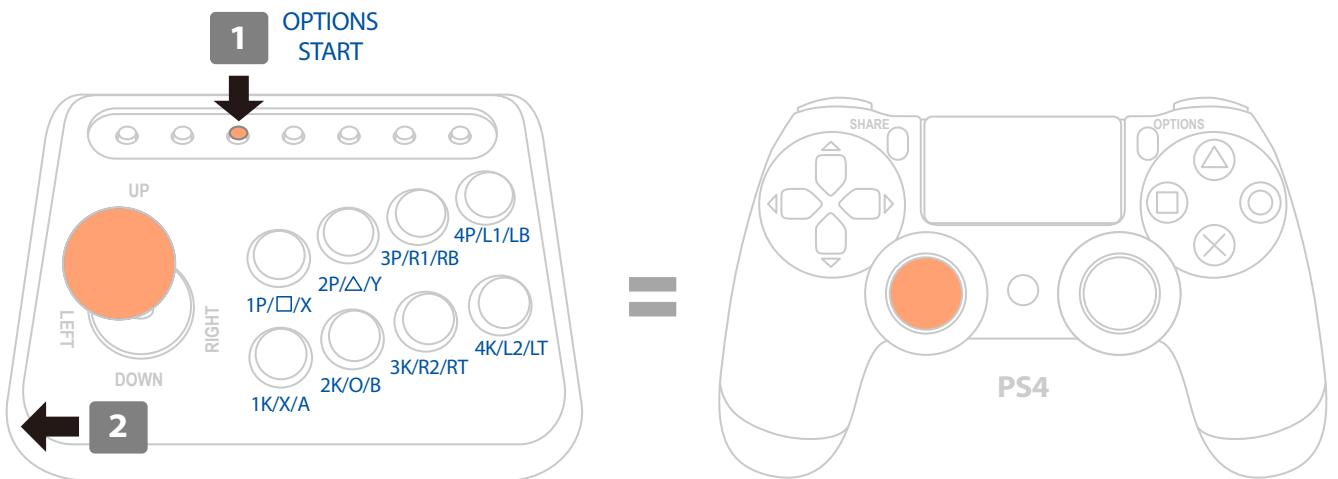 1
OPTIONS
START
SHARE
OPTIONS
UP
4P/L1/LB
3P/R1/RB
2P/△/Y
1P/□/X
LEFT
RIGHT
4K/L2/LT
3K/R2/RT
DOWN
2K/O/B
1K/X/A
PS4
2